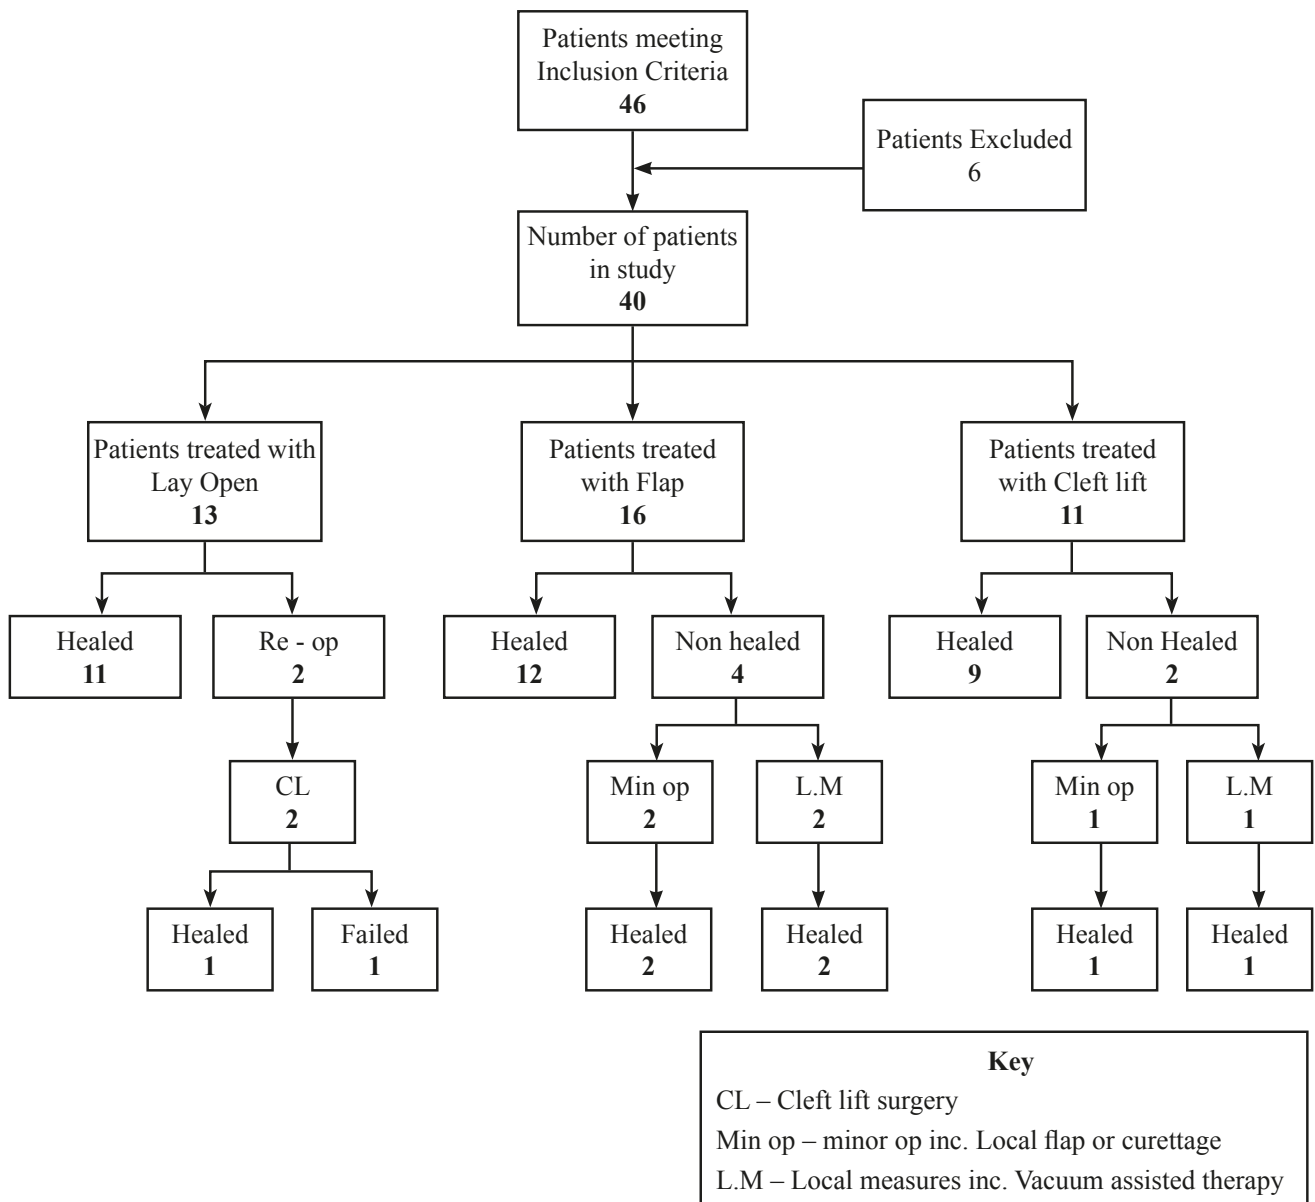 Patients meeting
Inclusion Criteria
46
Patients Excluded
6
Number of patients
in study
40
Patients treated with
Lay Open
13
Patients treated
with Flap
16
Patients treated
with Cleft lift
11
Healed
11
Re - op
2
Healed
12
Non healed
4
Healed
9
Non Healed
2
CL
2
Min op
2
L.M
2
Min op
1
L.M
1
Healed
1
Failed
1
Healed
2
Healed
2
Healed
1
Healed
1
Key
CL – Cleft lift surgery
Min op – minor op inc. Local flap or curettage
L.M – Local measures inc. Vacuum assisted therapy